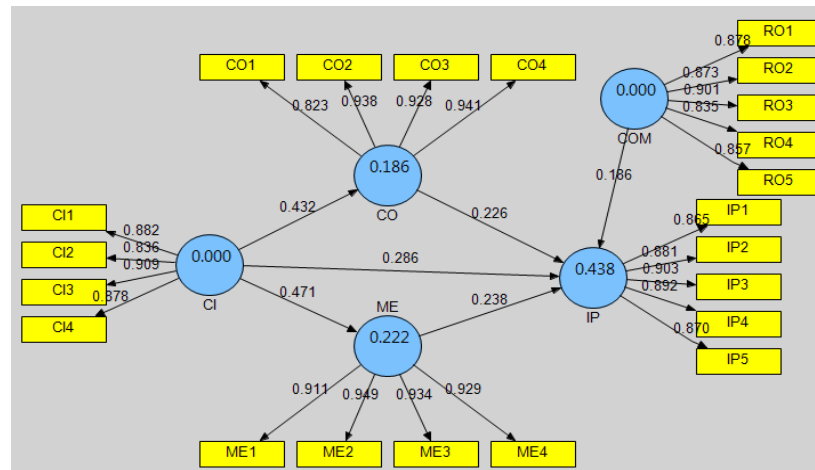 CO1 CO2 CO3 CO4
0.823 0.938 0.928 0.941
0.186
CO
RO1
RO2
RO3
RO4
RO5
0.878
0.873
0.901
0.835
0.857
0.000
COM
0.186
0.432
0.226
CI1
CI2
CI3
CI4
0.882
0.836
0.909
0.878
0.000
CI
0.286
0.471
0.238
IP1
IP2
IP3
IP4
IP5
0.865
0.881
0.903
0.892
0.870
0.438
IP
ME
0.222
0.911 0.949 0.934 0.929
ME1 ME2 ME3 ME4